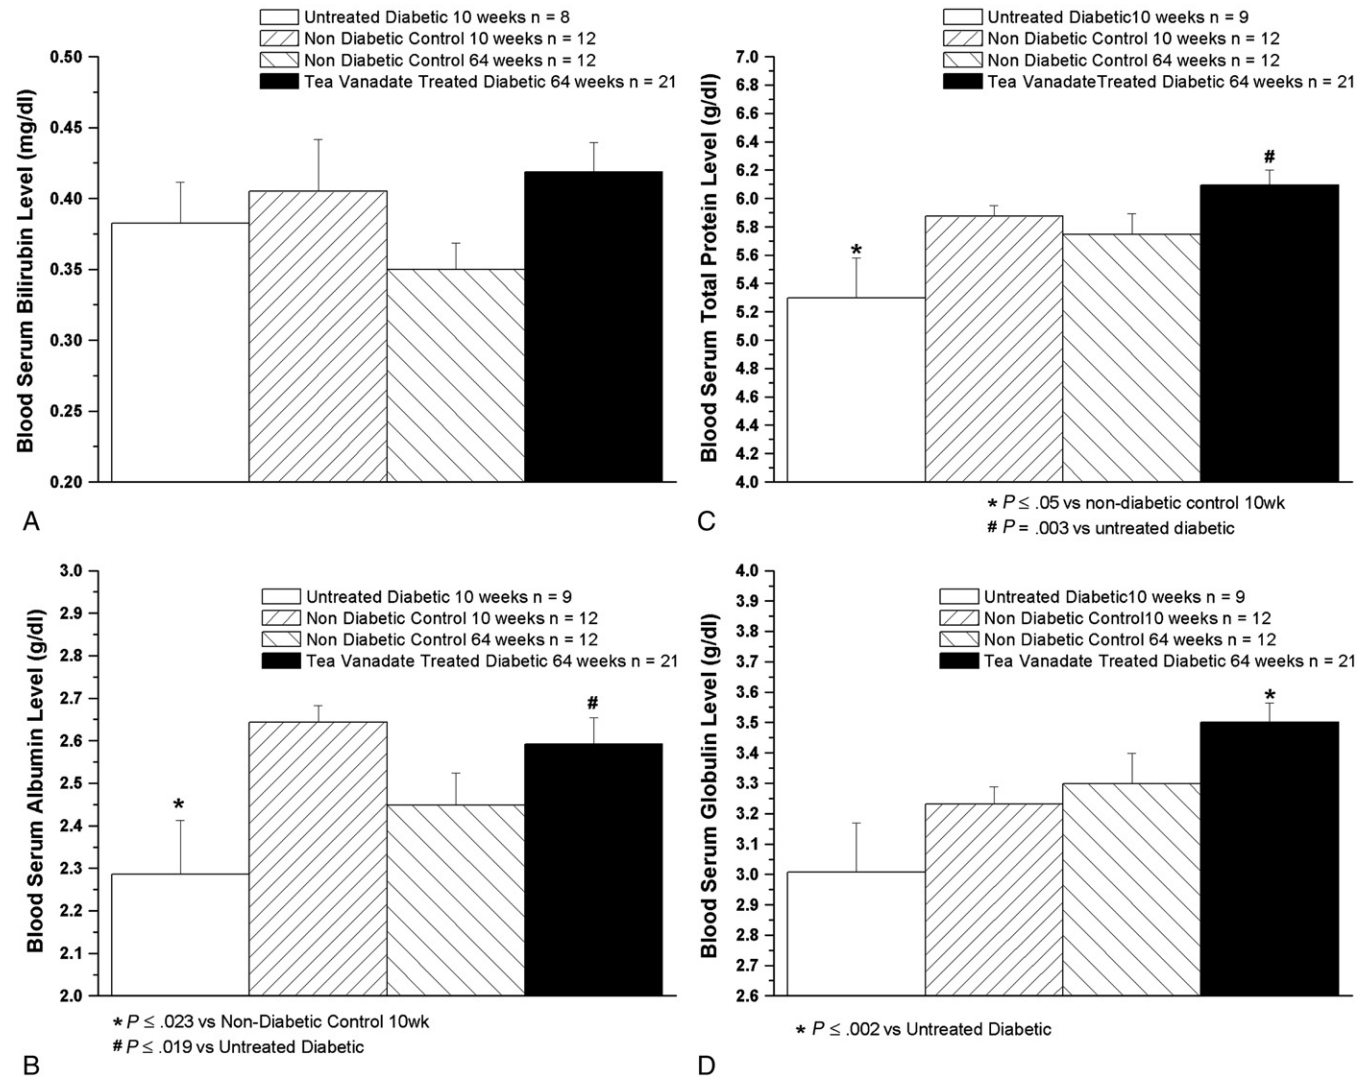 Untreated Diabetic 10 weeks n = 8
Non Diabetic Control 10 weeks n = 12
Non Diabetic Control 64 weeks n = 12
Tea Vanadate Treated Diabetic 64 weeks n = 21
0.50
0.45
0.40
0.35
0.30
0.25
0.20
Blood Serum Bilirubin Level (mg/dl)
A
Untreated Diabetic10 weeks n = 9
Non Diabetic Control 10 weeks n = 12
Non Diabetic Control 64 weeks n = 12
Tea VanadateTreated Diabetic 64 weeks n = 21
7.0
6.8
6.6
6.4
6.2
6.0
5.8
5.6
5.4
5.2
5.0
4.8
4.6
4.4
4.2
4.0
Blood Serum Total Protein Level (g/dl)
*
#
* P ≤ .05 vs non-diabetic control 10wk
# P = .003 vs untreated diabetic
C
Untreated Diabetic 10 weeks n = 9
Non Diabetic Control 10 weeks n = 12
Non Diabetic Control 64 weeks n = 12
Tea Vanadate Treated Diabetic 64 weeks n = 21
3.0
2.9
2.8
2.7
2.6
2.5
2.4
2.3
2.2
2.1
2.0
Blood Serum Albumin Level (g/dl)
*
#
* P ≤ .023 vs Non-Diabetic Control 10wk
# P ≤ .019 vs Untreated Diabetic
B
Untreated Diabetic10 weeks n = 9
Non Diabetic Control10 weeks n = 12
Non Diabetic Control 64 weeks n = 12
Tea Vanadate Treated Diabetic 64 weeks n = 21
4.0
3.9
3.8
3.7
3.6
3.5
3.4
3.3
3.2
3.1
3.0
2.9
2.8
2.7
2.6
Blood Serum Globulin Level (g/dl)
*
* P ≤ .002 vs Untreated Diabetic
D